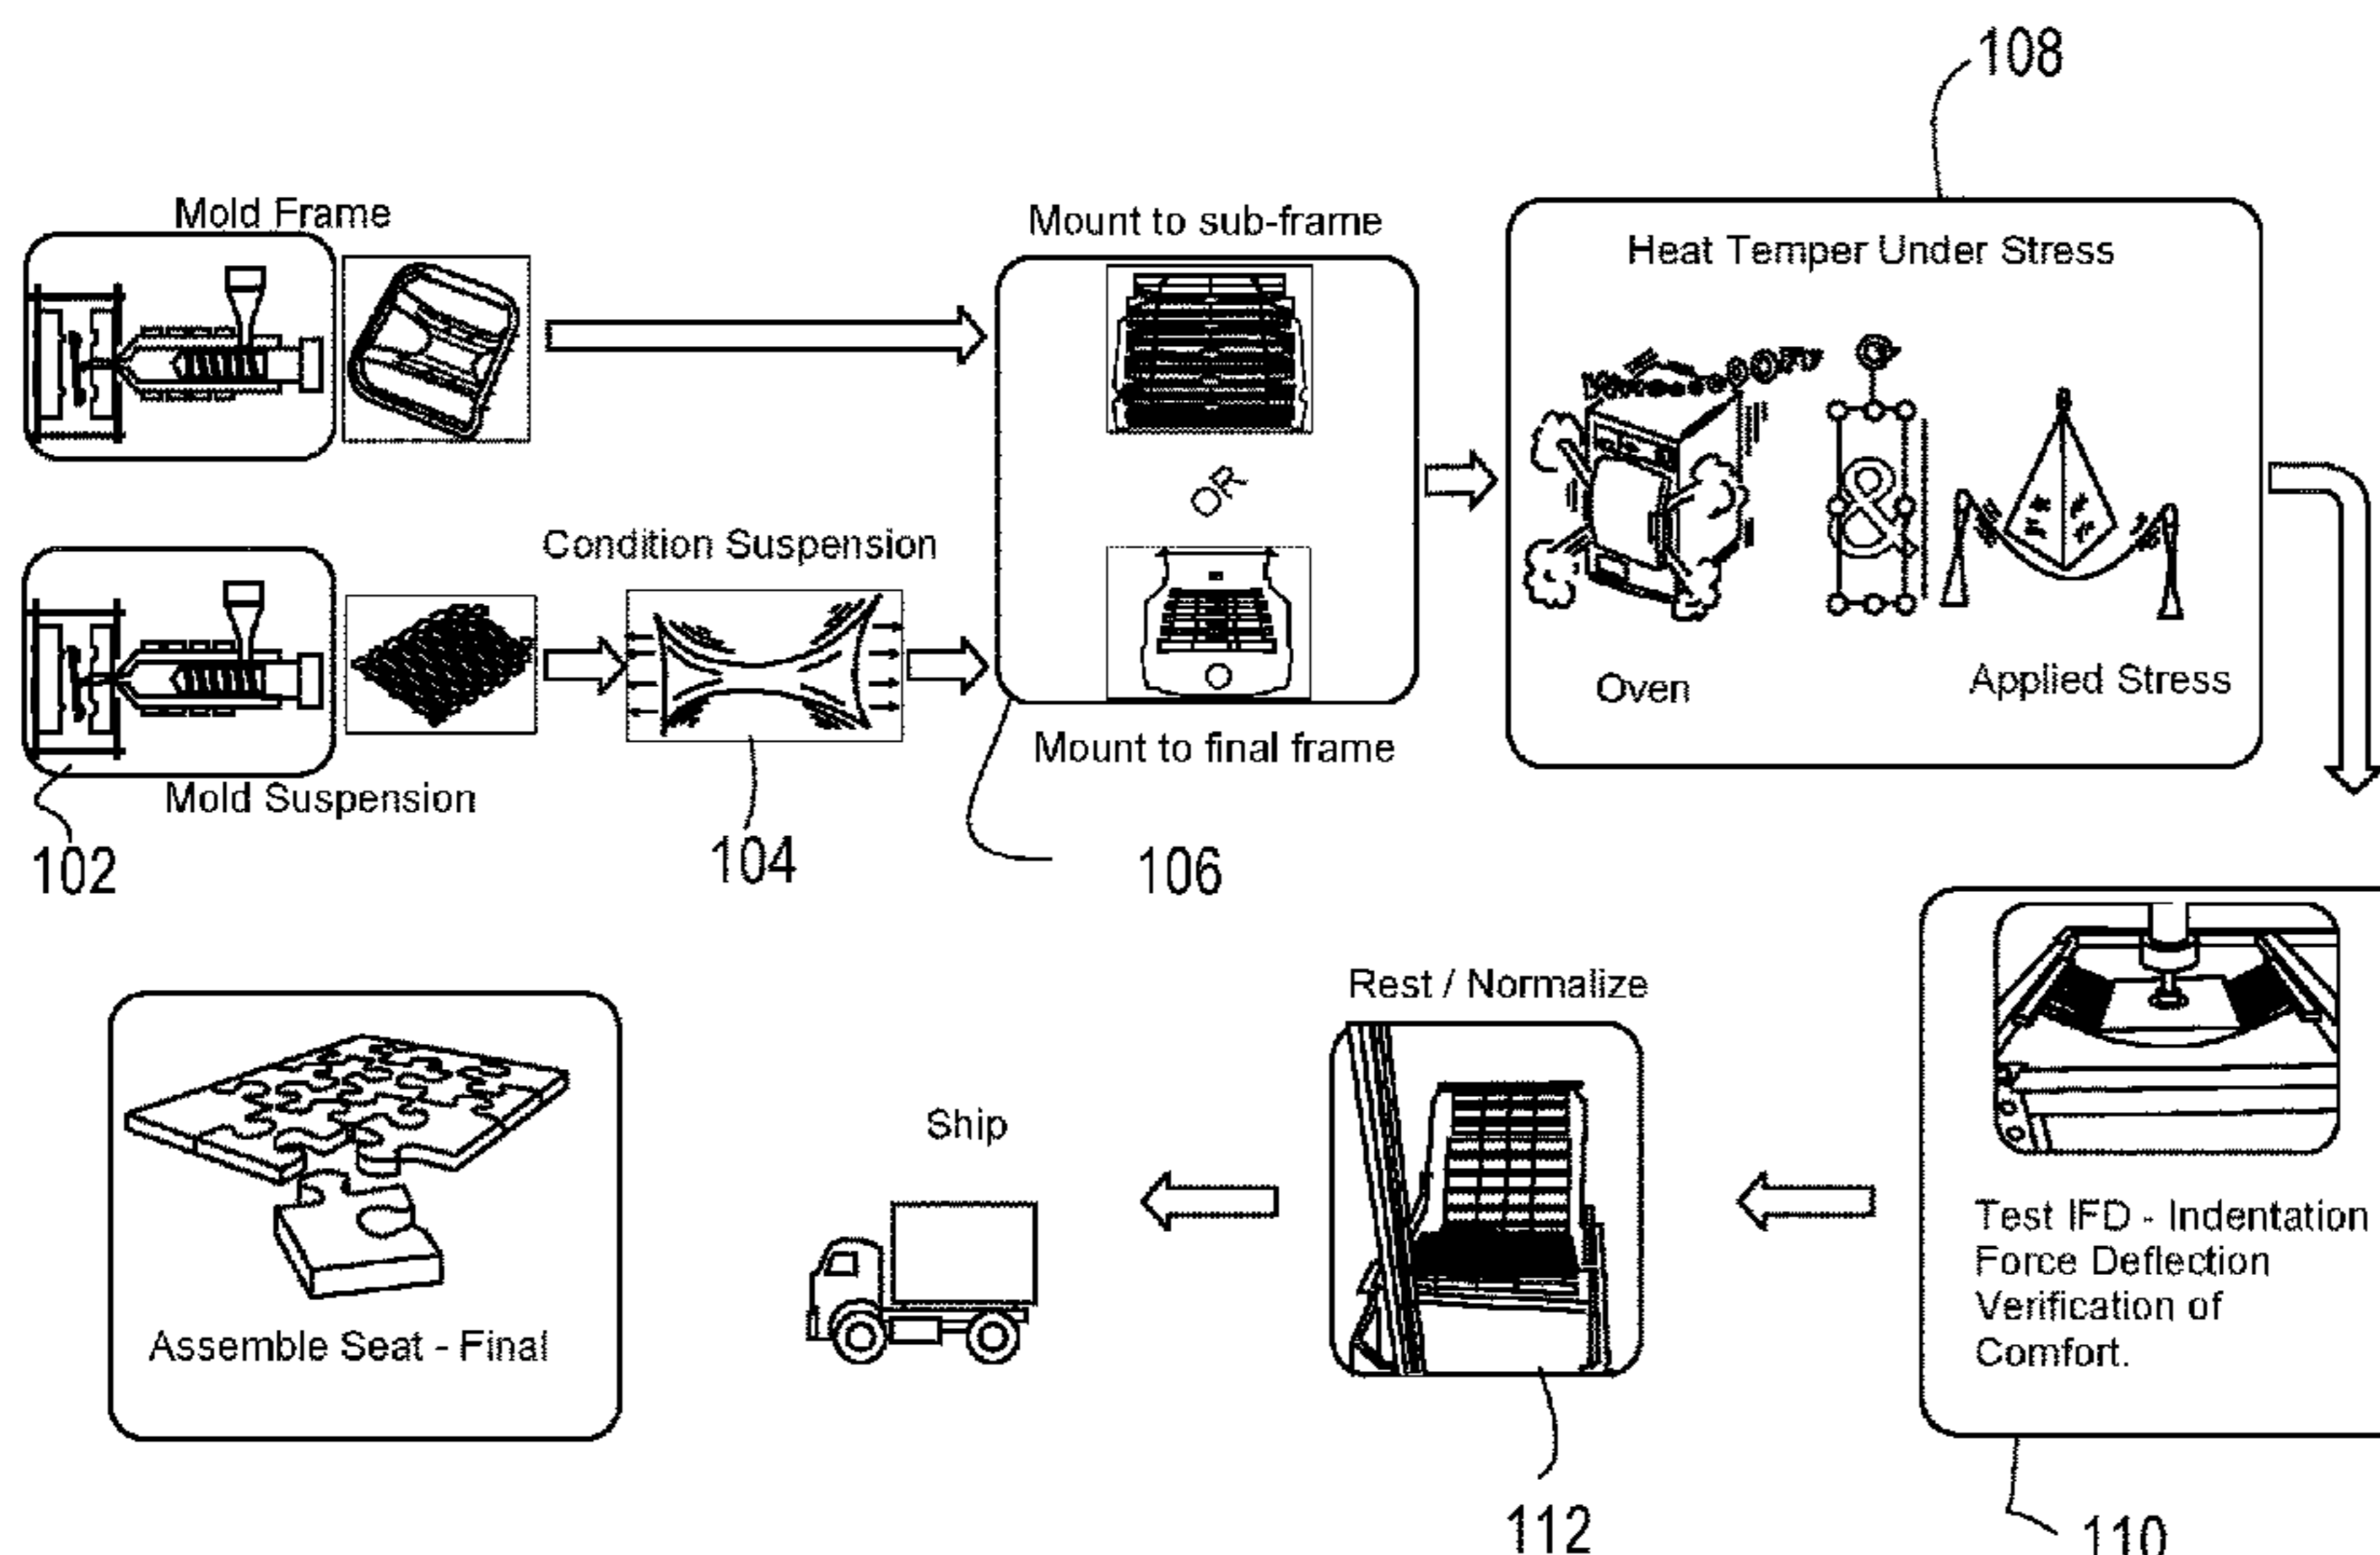 108
Mold Frame
Mount to sub-frame
Heat Temper Under Stress
OR
&
Condition Suspension
Oven
Applied Stress
Mount to final frame
Mold Suspension
102
104
106
Rest / Normalize
Ship
Test IFD - Indentation
Force Deflection
Verification of
Comfort.
Assemble Seat - Final
112
110